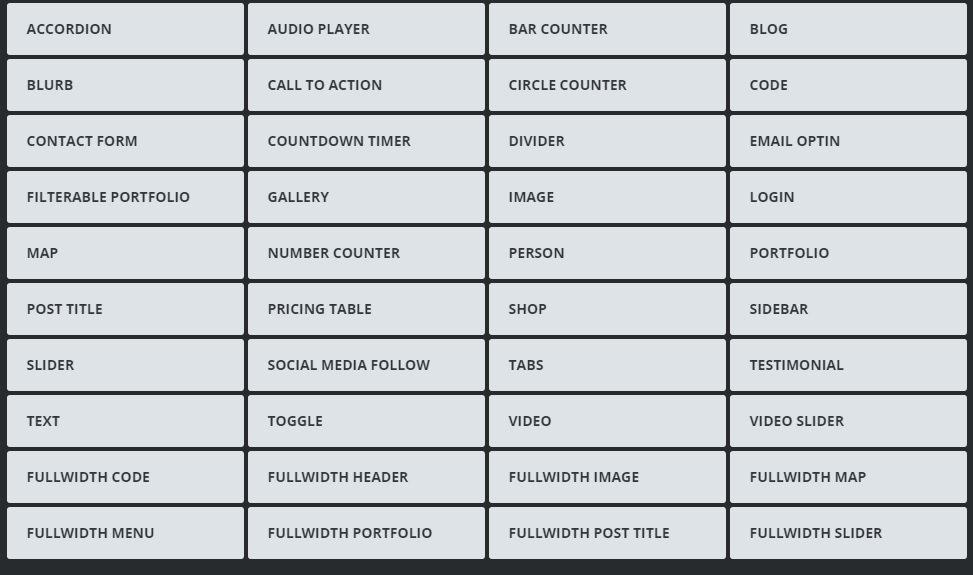 ACCORDION
AUDIO PLAYER
BAR COUNTER
BLOG
BLURB
CALL TO ACTION
CIRCLE COUNTER
CODE
CONTACT FORM
COUNTDOWN TIMER
DIVIDER
EMAIL OPTIN
FILTERABLE PORTFOLIO
GALLERY
IMAGE
LOGIN
MAP
NUMBER COUNTER
PERSON
PORTFOLIO
POST TITLE
PRICING TABLE
SHOP
SIDEBAR
SLIDER
SOCIAL MEDIA FOLLOW
TABS
TESTIMONIAL
TEXT
TOGGLE
VIDEO
VIDEO SLIDER
FULLWIDTH CODE
FULLWIDTH HEADER
FULLWIDTH IMAGE
FULLWIDTH MAP
FULLWIDTH MENU
FULLWIDTH PORTFOLIO
FULLWIDTH POST TITLE
FULLWIDTH SLIDER